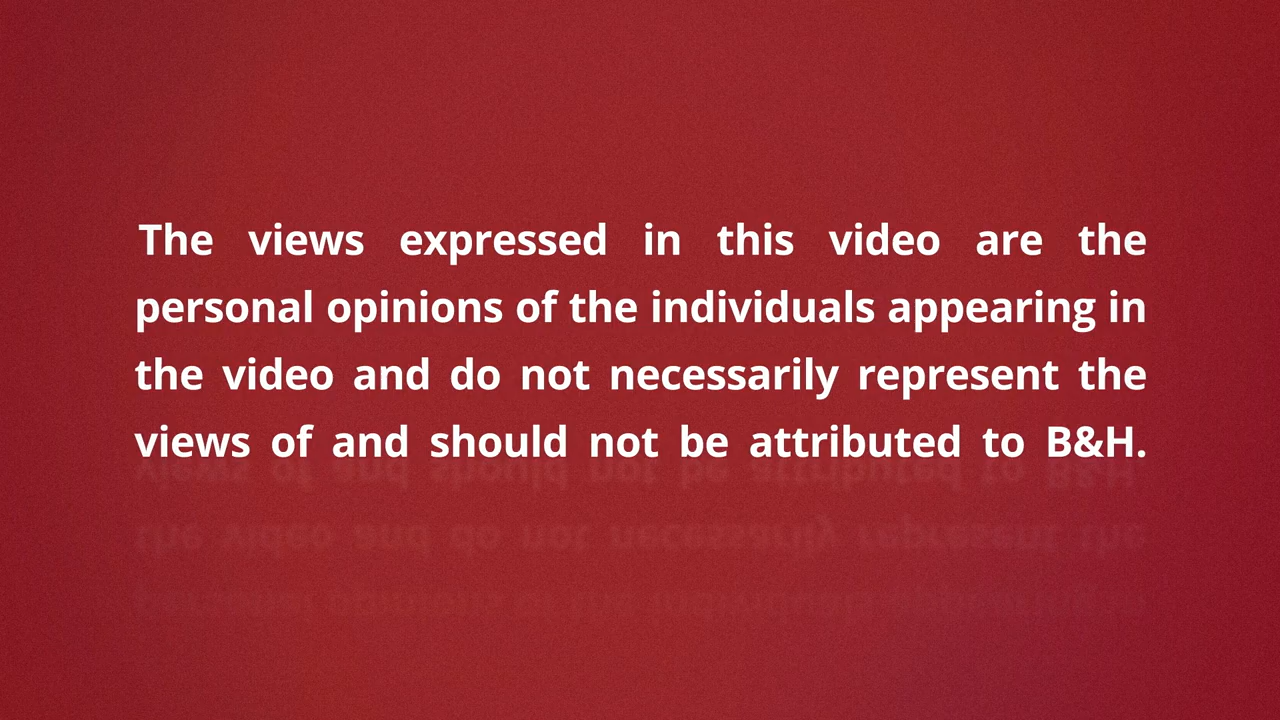 The views expressed in this video are the
personal opinions of the individuals appearing in
the video and do not necessarily represent the
views of and should not be attributed to B&H.